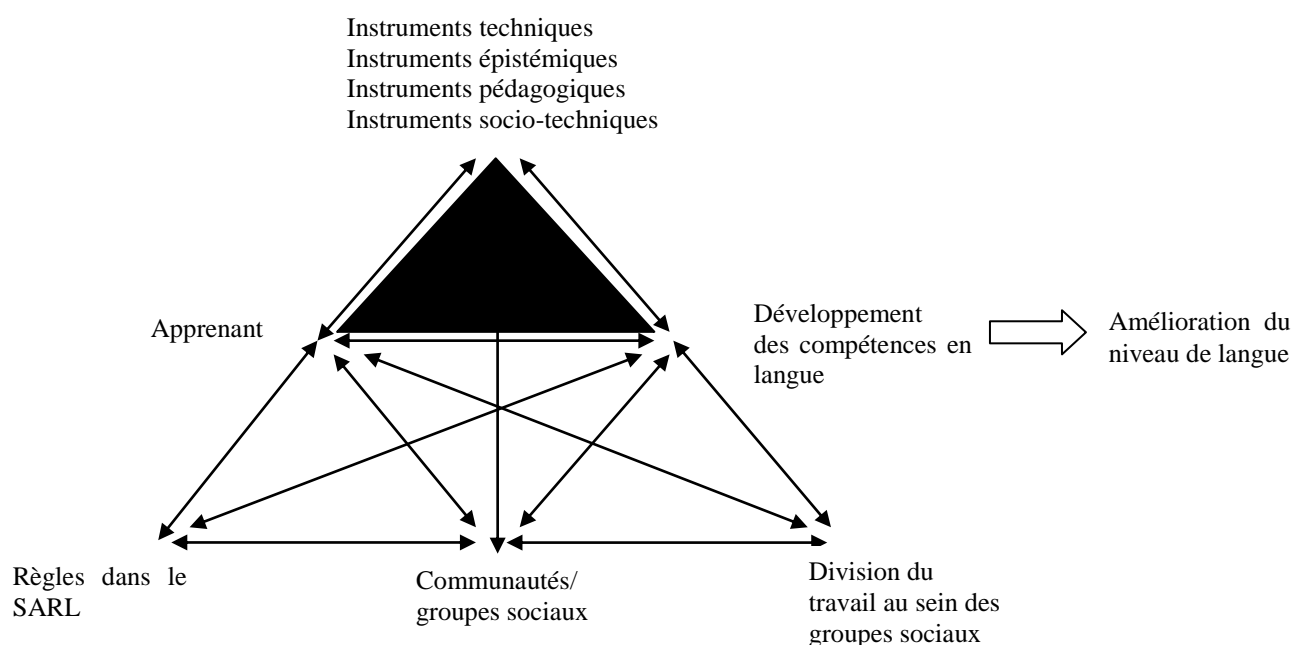 Instruments techniques
Instruments épistémiques
Instruments pédagogiques
Instruments socio-techniques
Apprenant
Développement
des compétences en
langue
Amélioration du
niveau de langue
Règles dans le
SARL
Communautés/
groupes sociaux
Division du
travail au sein des
groupes sociaux